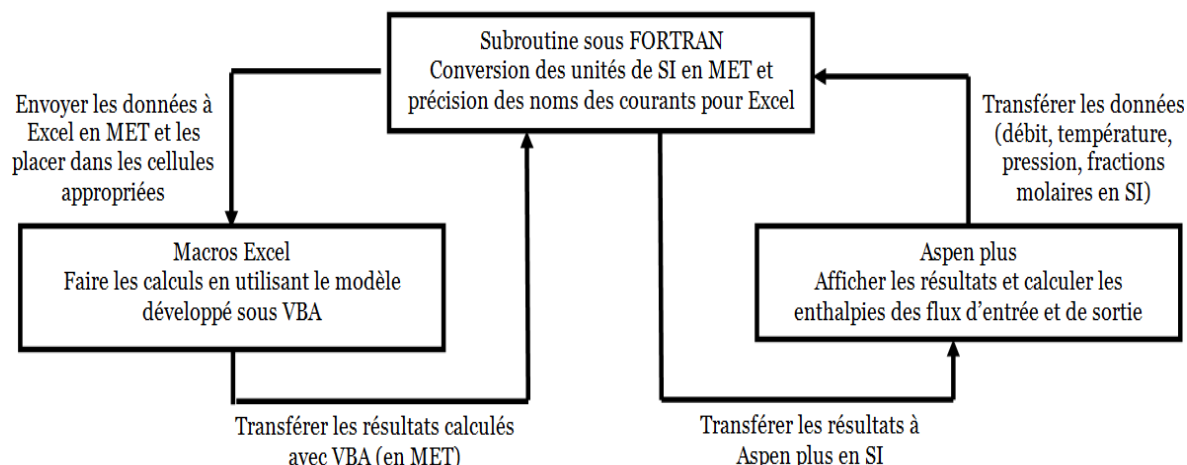 Subroutine sous FORTRAN
Conversion des unités de SI en MET et
précision des noms des courants pour Excel
Envoyer les données à
Excel en MET et les
placer dans les cellules
appropriées
Transférer les données
(débit, température,
pression, fractions
molaires en SI)
Macros Excel
Faire les calculs en utilisant le modèle
développé sous VBA
Aspen plus
Afficher les résultats et calculer les
enthalpies des flux d'entrée et de sortie
Transférer les résultats calculés
avec VBA (en MET)
Transférer les résultats à
Aspen plus en SI